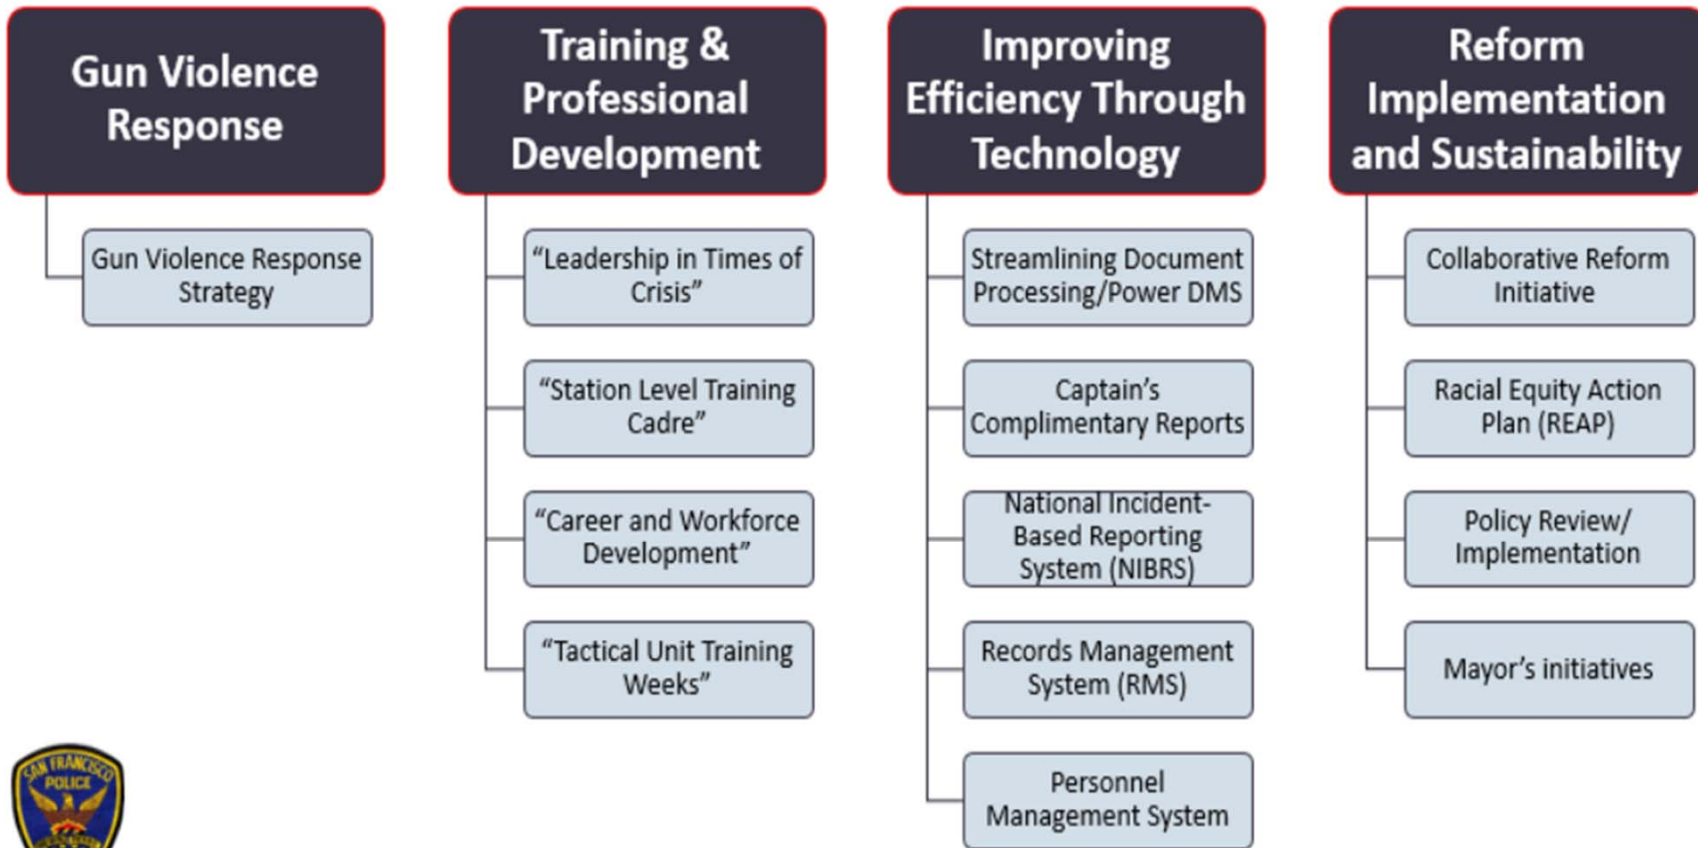 Gun Violence
Response
Gun Violence Response
Strategy
Training &
Professional
Development
“Leadership in Times of
Crisis”
“Station Level Training
Cadre”
“Career and Workforce
Development”
“Tactical Unit Training
Weeks”
Improving
Efficiency Through
Technology
Streamlining Document
Processing/Power DMS
Captain’s
Complimentary Reports
National Incident-
Based Reporting
System (NIBRS)
Records Management
System (RMS)
Personnel
Management System
Reform
Implementation
and Sustainability
Collaborative Reform
Initiative
Racial Equity Action
Plan (REAP)
Policy Review/
Implementation
Mayor’s initiatives
SAN FRANCISCO
POLICE